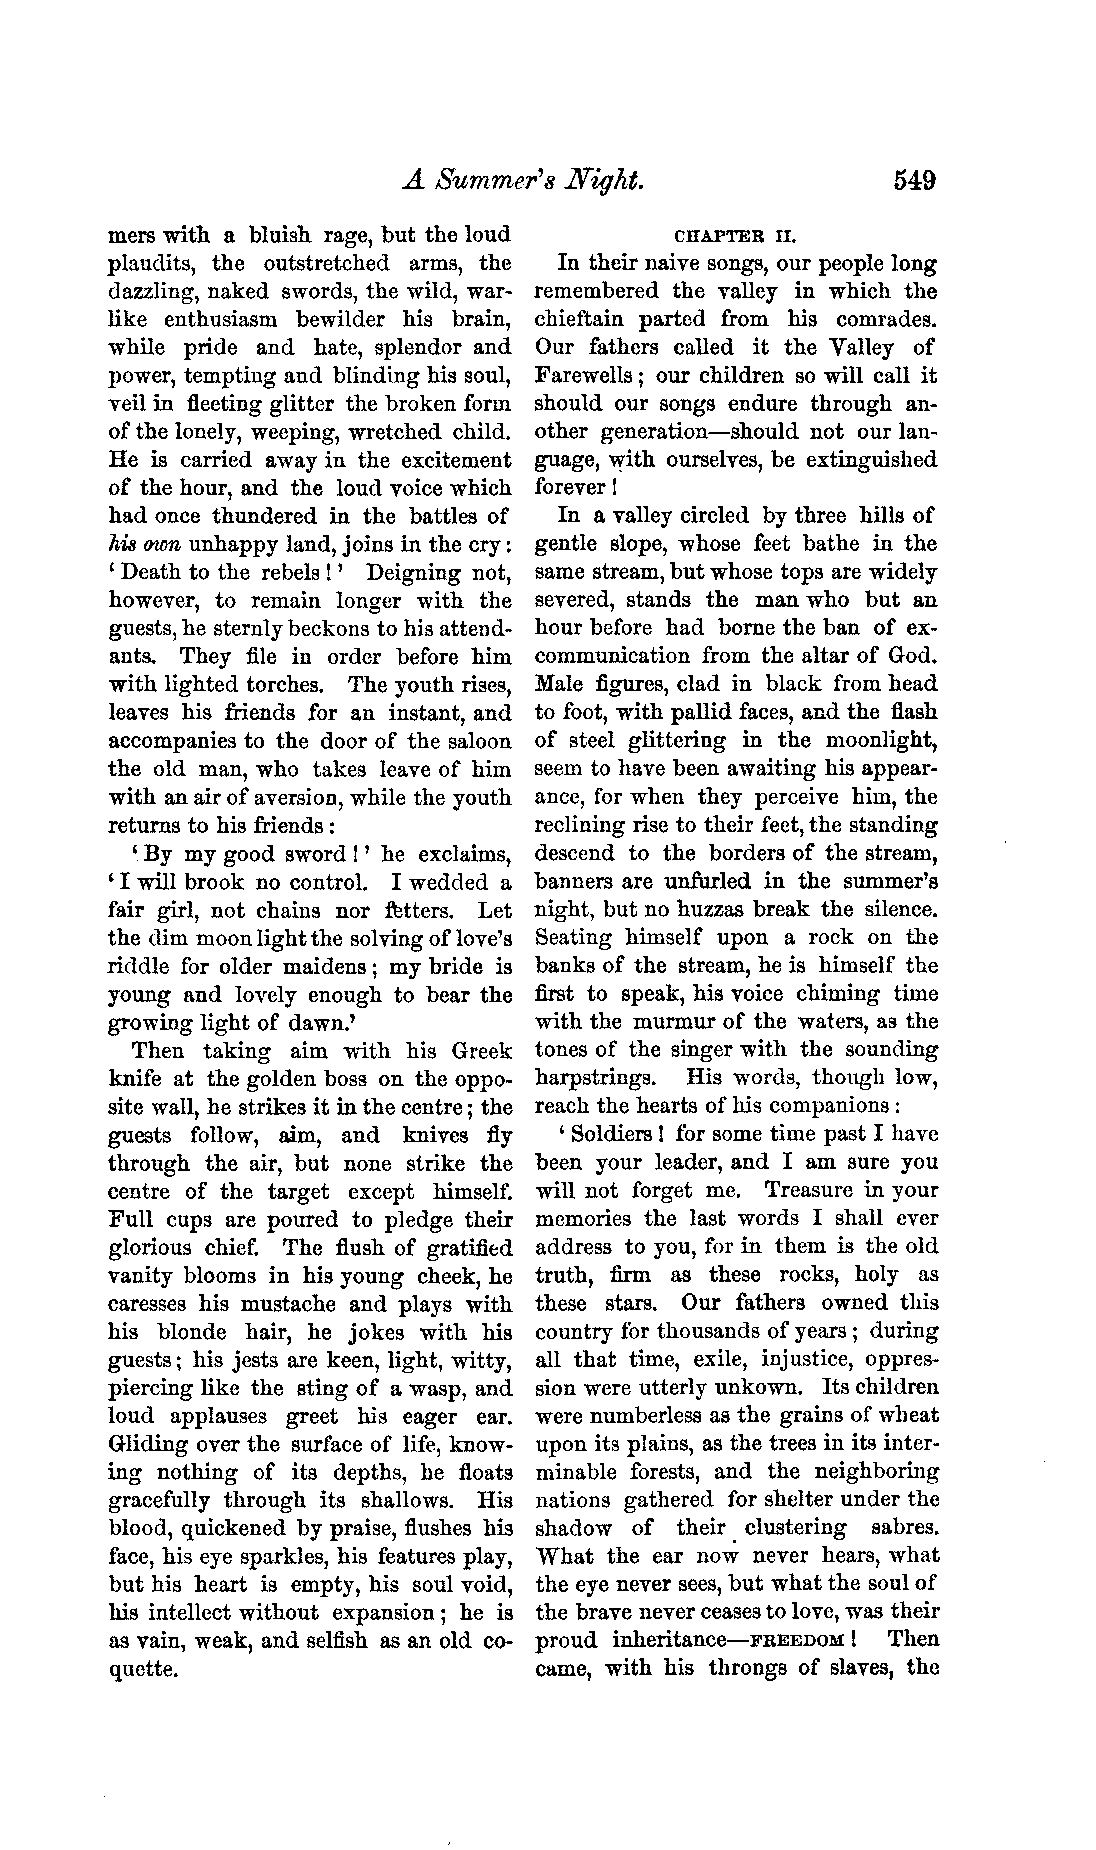 A Summer's Night. 549
mers with a bluish rage, but the loud
plaudits, the outstretched arms, the
dazzling, naked swords, the wild, war-
like enthusiasm bewilder his brain,
while pride and hate, splendor and
power, tempting and blinding his soul,
veil in fleeting glitter the broken form
of the lonely, weeping, wretched child.
He is carried away in the excitement
of the hour, and the loud voice which
had once thundered in the battles of
his own unhappy land, joins in the cry:
'Death to the rebels!' Deigning not,
however, to remain longer with the
guests, he sternly beckons to his attend-
ants. They file in order before him
with lighted torches. The youth rises,
leaves his friends for an instant, and
accompanies to the door of the saloon
the old man, who takes leave of him
with an air of aversion, while the youth
returns to his friends:
'By my good sword!' he exclaims,
'I will brook no control. I wedded a
fair girl, not chains nor fetters. Let
the dim moon light the solving of love's
riddle for older maidens; my bride is
young and lovely enough to bear the
growing light of dawn.'
Then taking aim with his Greek
knife at the golden boss on the oppo-
site wall, he strikes it in the centre; the
guests follow, aim, and knives fly
through the air, but none strike the
centre of the target except himself.
Full cups are poured to pledge their
glorious chief. The flush of gratified
vanity blooms in his young cheek, he
caresses his mustache and plays with
his blonde hair, he jokes with his
guests; his jests are keen, light, witty,
piercing like the sting of a wasp, and
loud applauses greet his eager ear.
Gliding over the surface of life, know-
ing nothing of its depths, he floats
gracefully through its shallows. His
blood, quickened by praise, flushes his
face, his eye sparkles, his features play,
but his heart is empty, his soul void,
his intellect without expansion; he is
as vain, weak, and selfish as an old co-
quette.
CHAPTER II.
In their naive songs, our people long
remembered the valley in which the
chieftain parted from his comrades.
Our fathers called it the Valley of
Farewells; our children so will call it
should our songs endure through an-
other generation—should not our lan-
guage, with ourselves, be extinguished
forever!
In a valley circled by three hills of
gentle slope, whose feet bathe in the
same stream, but whose tops are widely
severed, stands the man who but an
hour before had borne the ban of ex-
communication from the altar of God.
Male figures, clad in black from head
to foot, with pallid faces, and the flash
of steel glittering in the moonlight,
seem to have been awaiting his appear-
ance, for when they perceive him, the
reclining rise to their feet, the standing
descend to the borders of the stream,
banners are unfurled in the summer's
night, but no huzzas break the silence.
Seating himself upon a rock on the
banks of the stream, he is himself the
first to speak, his voice chiming time
with the murmur of the waters, as the
tones of the singer with the sounding
harpstrings. His words, though low,
reach the hearts of his companions:
'Soldiers! for some time past I have
been your leader, and I am sure you
will not forget me. Treasure in your
memories the last words I shall ever
address to you, for in them is the old
truth, firm as these rocks, holy as
these stars. Our fathers owned this
country for thousands of years; during
all that time, exile, injustice, oppres-
sion were utterly unkown. Its children
were numberless as the grains of wheat
upon its plains, as the trees in its inter-
minable forests, and the neighboring
nations gathered for shelter under the
shadow of their clustering sabres.
What the ear now never hears, what
the eye never sees, but what the soul of
the brave never ceases to love, was their
proud inheritance—FREEDOM! Then
came, with his throngs of slaves, the